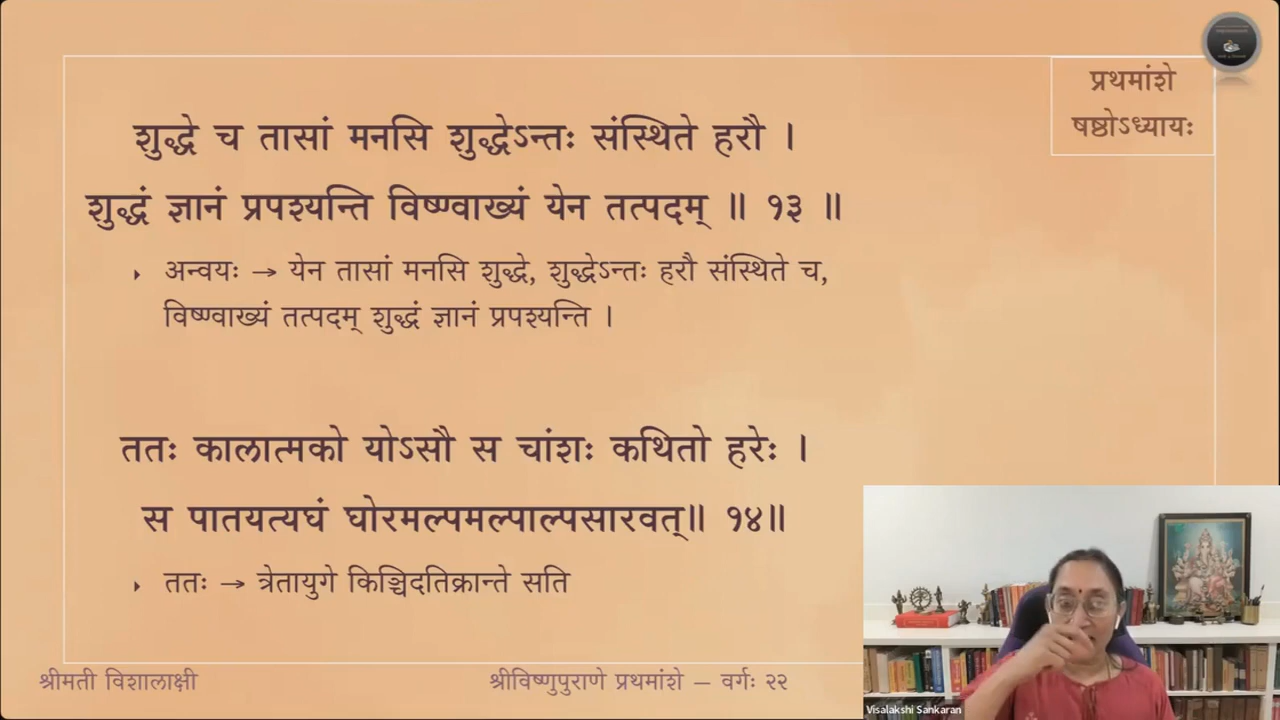 प्रथमांशे
षष्ठोऽध्यायः
शुद्धे च तासां मनसि शुद्धेऽन्तः संस्थिते हरौ ।
शुद्धं ज्ञानं प्रपश्यन्ति विष्ण्वाख्यं येन तत्पदम् ॥ १३ ॥
अन्वयः → येन तासां मनसि शुद्धे, शुद्धेऽन्तः हरौ संस्थिते च,
विष्ण्वाख्यं तत्पदम् शुद्धं ज्ञानं प्रपश्यन्ति ।
ततः कालात्मको योऽसौ स चांशः कथितो हरेः ।
स पातयत्यघं घोरमल्पमल्पाल्पसारवत्॥ १४॥
ततः → त्रेतायुगे किञ्चिदतिक्रान्ते सति
श्रीमती विशालाक्षी
श्रीविष्णुपुराणे प्रथमांशे – वर्गः २२
Visalakshi Sankaran